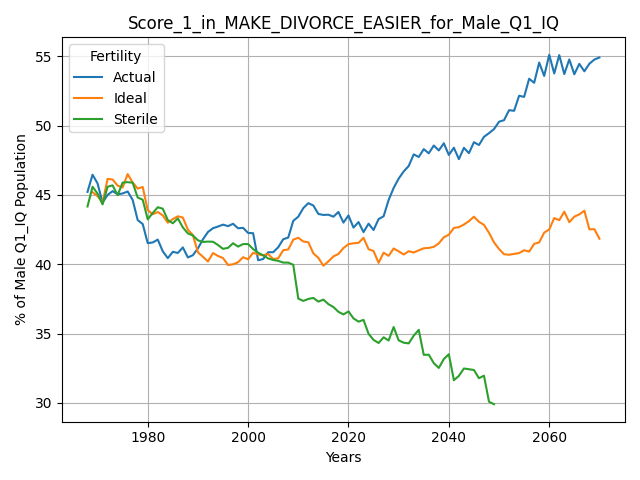 Score_1_in_MAKE_DIVORCE_EASIER_for_Male_Q1_IQ
Fertility
Actual
Ideal
Sterile
% of Male Q1_IQ Population
55
50
45
40
35
30
1980
2000
2020
2040
2060
Years